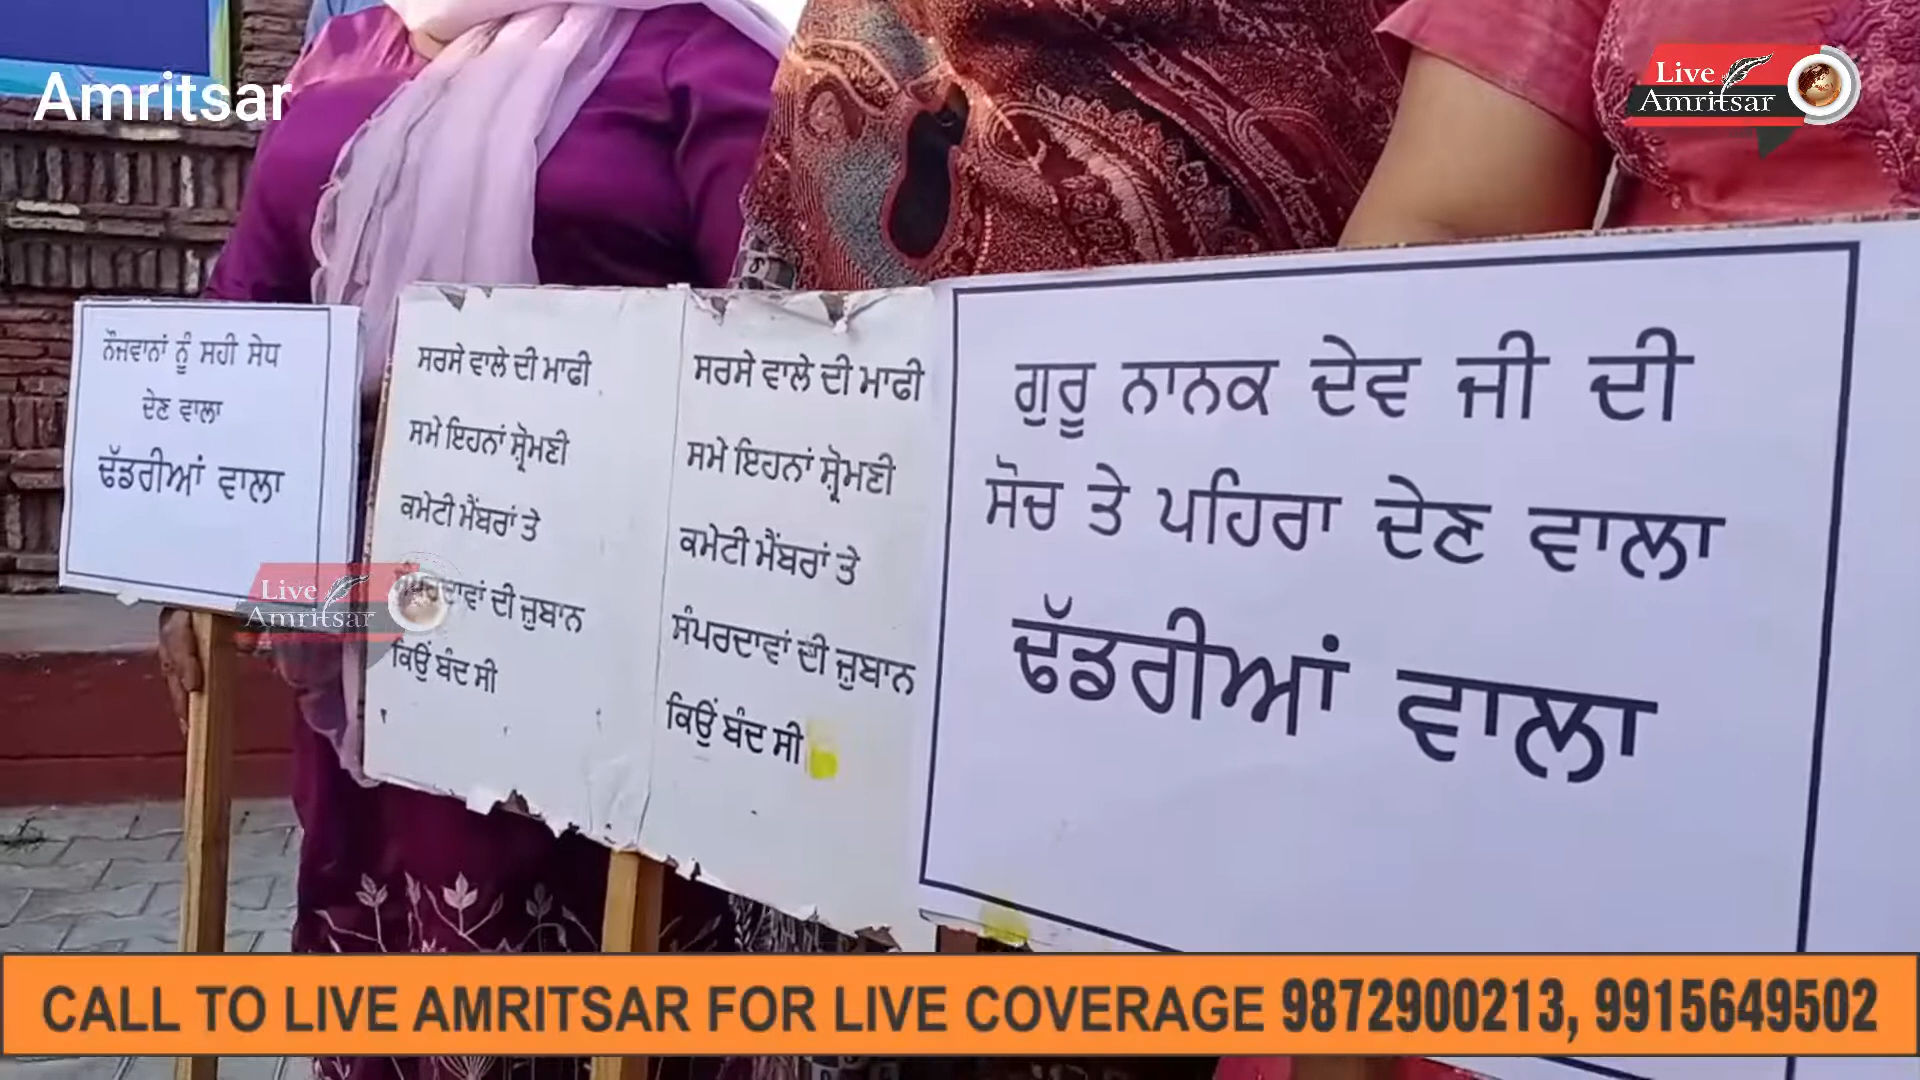 Amritsar
Live
Amritsar
ਨੌਜਵਾਨਾਂ ਨੂੰ ਸਹੀ ਸੇਧ
ਦੇਣ ਵਾਲਾ
ਢੱਡਰੀਆਂ ਵਾਲਾ
ਸਰਸੇ ਵਾਲੇ ਦੀ ਮਾਫੀ
ਸਮੇ ਇਹਨਾਂ ਸ਼੍ਰੋਮਣੀ
ਕਮੇਟੀ ਮੈਂਬਰਾਂ ਤੇ
ਸੰਪਰਦਾਵਾਂ ਦੀ ਜ਼ੁਬਾਨ
ਕਿਉਂ ਬੰਦ ਸੀ
ਸਰਸੇ ਵਾਲੇ ਦੀ ਮਾਫੀ
ਸਮੇ ਇਹਨਾਂ ਸ਼੍ਰੋਮਣੀ
ਕਮੇਟੀ ਮੈਂਬਰਾਂ ਤੇ
ਸੰਪਰਦਾਵਾਂ ਦੀ ਜ਼ੁਬਾਨ
ਕਿਉਂ ਬੰਦ ਸੀ
ਗੁਰੂ ਨਾਨਕ ਦੇਵ ਜੀ ਦੀ
ਸੋਚ ਤੇ ਪਹਿਰਾ ਦੇਣ ਵਾਲਾ
ਢੱਡਰੀਆਂ ਵਾਲਾ
Live
Amritsar
CALL TO LIVE AMRITSAR FOR LIVE COVERAGE 9872900213, 9915649502